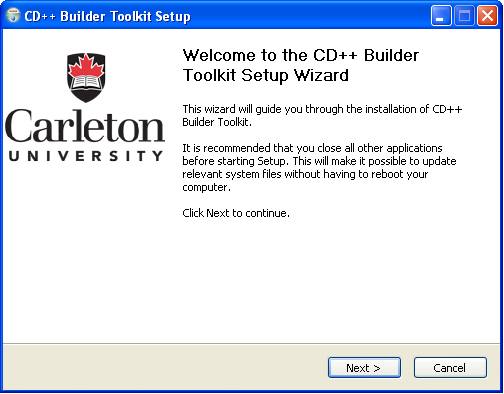 CD++ Builder Toolkit Setup
Carleton
UNIVERSITY
Welcome to the CD++ Builder
Toolkit Setup Wizard
This wizard will guide you through the installation of CD++
Builder Toolkit.
It is recommended that you close all other applications
before starting Setup. This will make it possible to update
relevant system files without having to reboot your
computer.
Click Next to continue.
Next >
Cancel